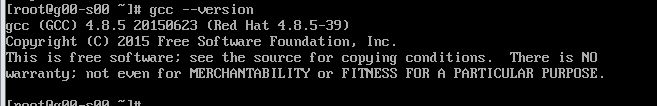 [root@g00-s00 ~]# gcc --version
gcc (GCC) 4.8.5 20150623 (Red Hat 4.8.5-39)
Copyright (C) 2015 Free Software Foundation, Inc.
This is free software; see the source for copying conditions.  There is NO
warranty; not even for MERCHANTABILITY or FITNESS FOR A PARTICULAR PURPOSE.
[root@g00-s00 ~]#